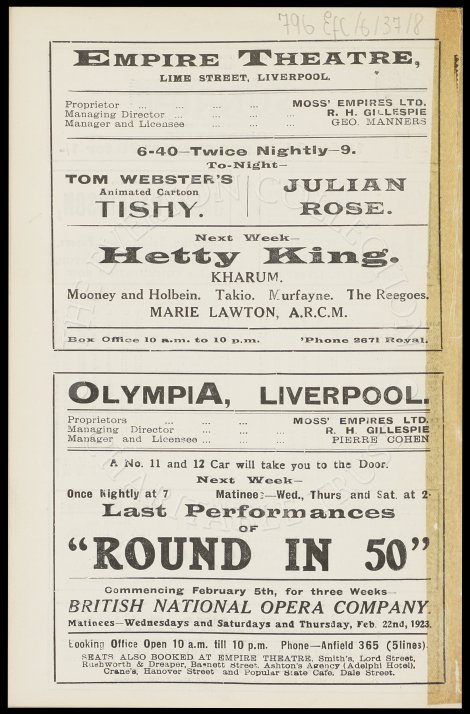 796 EFC/6/37/8
EMPIRE THEATRE,
LIME STREET, LIVERPOOL.
Proprietor ... ... ... ... MOSS' EMPIRES LTD.
Managing Director ... ... ... R. H. GILLESPIE
Manager and Licensee ... ... ... GEO. MANNERS
6-40—Twice Nightly—9.
To-Night—
TOM WEBSTER'S
Animated Cartoon
TISHY.
JULIAN
ROSE.
Next Week—
Hetty King.
KHARUM.
Mooney and Holbein. Takio. Murfayne. The Reegoes.
MARIE LAWTON, A.R.C.M.
Box Office 10 a.m. to 10 p.m. 'Phone 2671 Royal.
OLYMPIA, LIVERPOOL.
Proprietors ... ... ... MOSS' EMPIRES LTD.
Managing Director ... ... ... R. H. GILLESPIE
Manager and Licensee ... ... ... PIERRE COHEN
A No. 11 and 12 Car will take you to the Door.
Next Week—
Once Nightly at 7 Matinees—Wed., Thurs and Sat. at 2-
Last Performances
OF
"ROUND IN 50"
Commencing February 5th, for three Weeks—
BRITISH NATIONAL OPERA COMPANY.
Matinees—Wednesdays and Saturdays and Thursday, Feb. 22nd, 1923.
Looking Office Open 10 a.m. till 10 p.m. Phone—Anfield 365 (5lines).
SEATS ALSO BOOKED AT EMPIRE THEATRE, Smith's, Lord Street,
Rushworth & Dreaper, Basnett Street, Ashton's Agency (Adelphi Hotel),
Crane's, Hanover Street and Popular State Cafe, Dale Street.